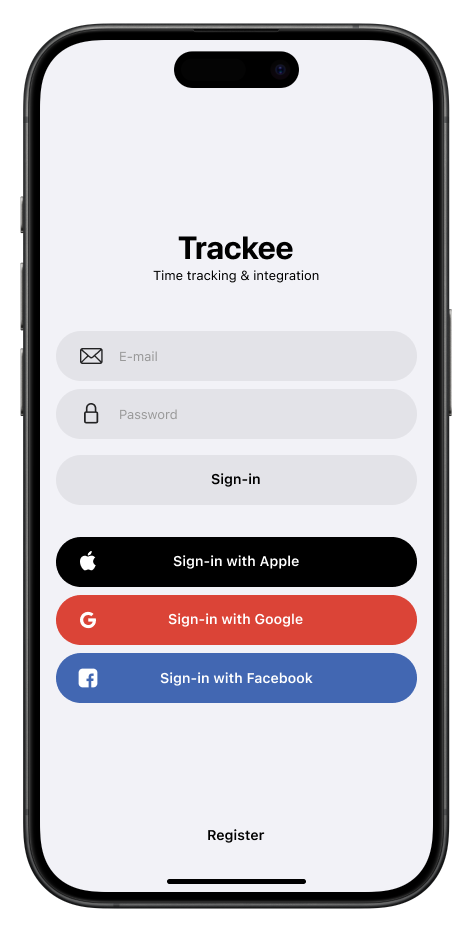 Trackee
Time tracking & integration
E-mail
Password
Sign-in
Sign-in with Apple
Sign-in with Google
Sign-in with Facebook
Register